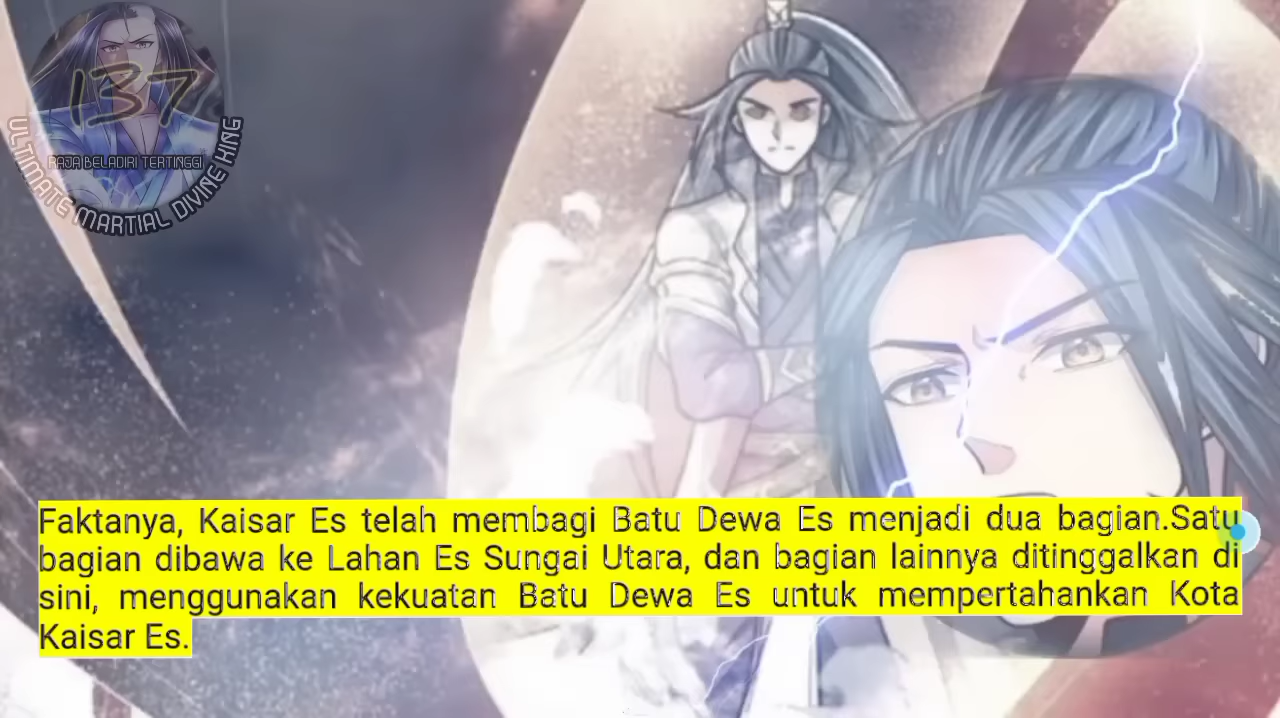 137
RAJA BELADIRI TERTINGGI
ULTIMATE MARTIAL DIVINE KING
Faktanya, Kaisar Es telah membagi Batu Dewa Es menjadi dua bagian.Satu
bagian dibawa ke Lahan Es Sungai Utara, dan bagian lainnya ditinggalkan di
sini, menggunakan kekuatan Batu Dewa Es untuk mempertahankan Kota
Kaisar Es.